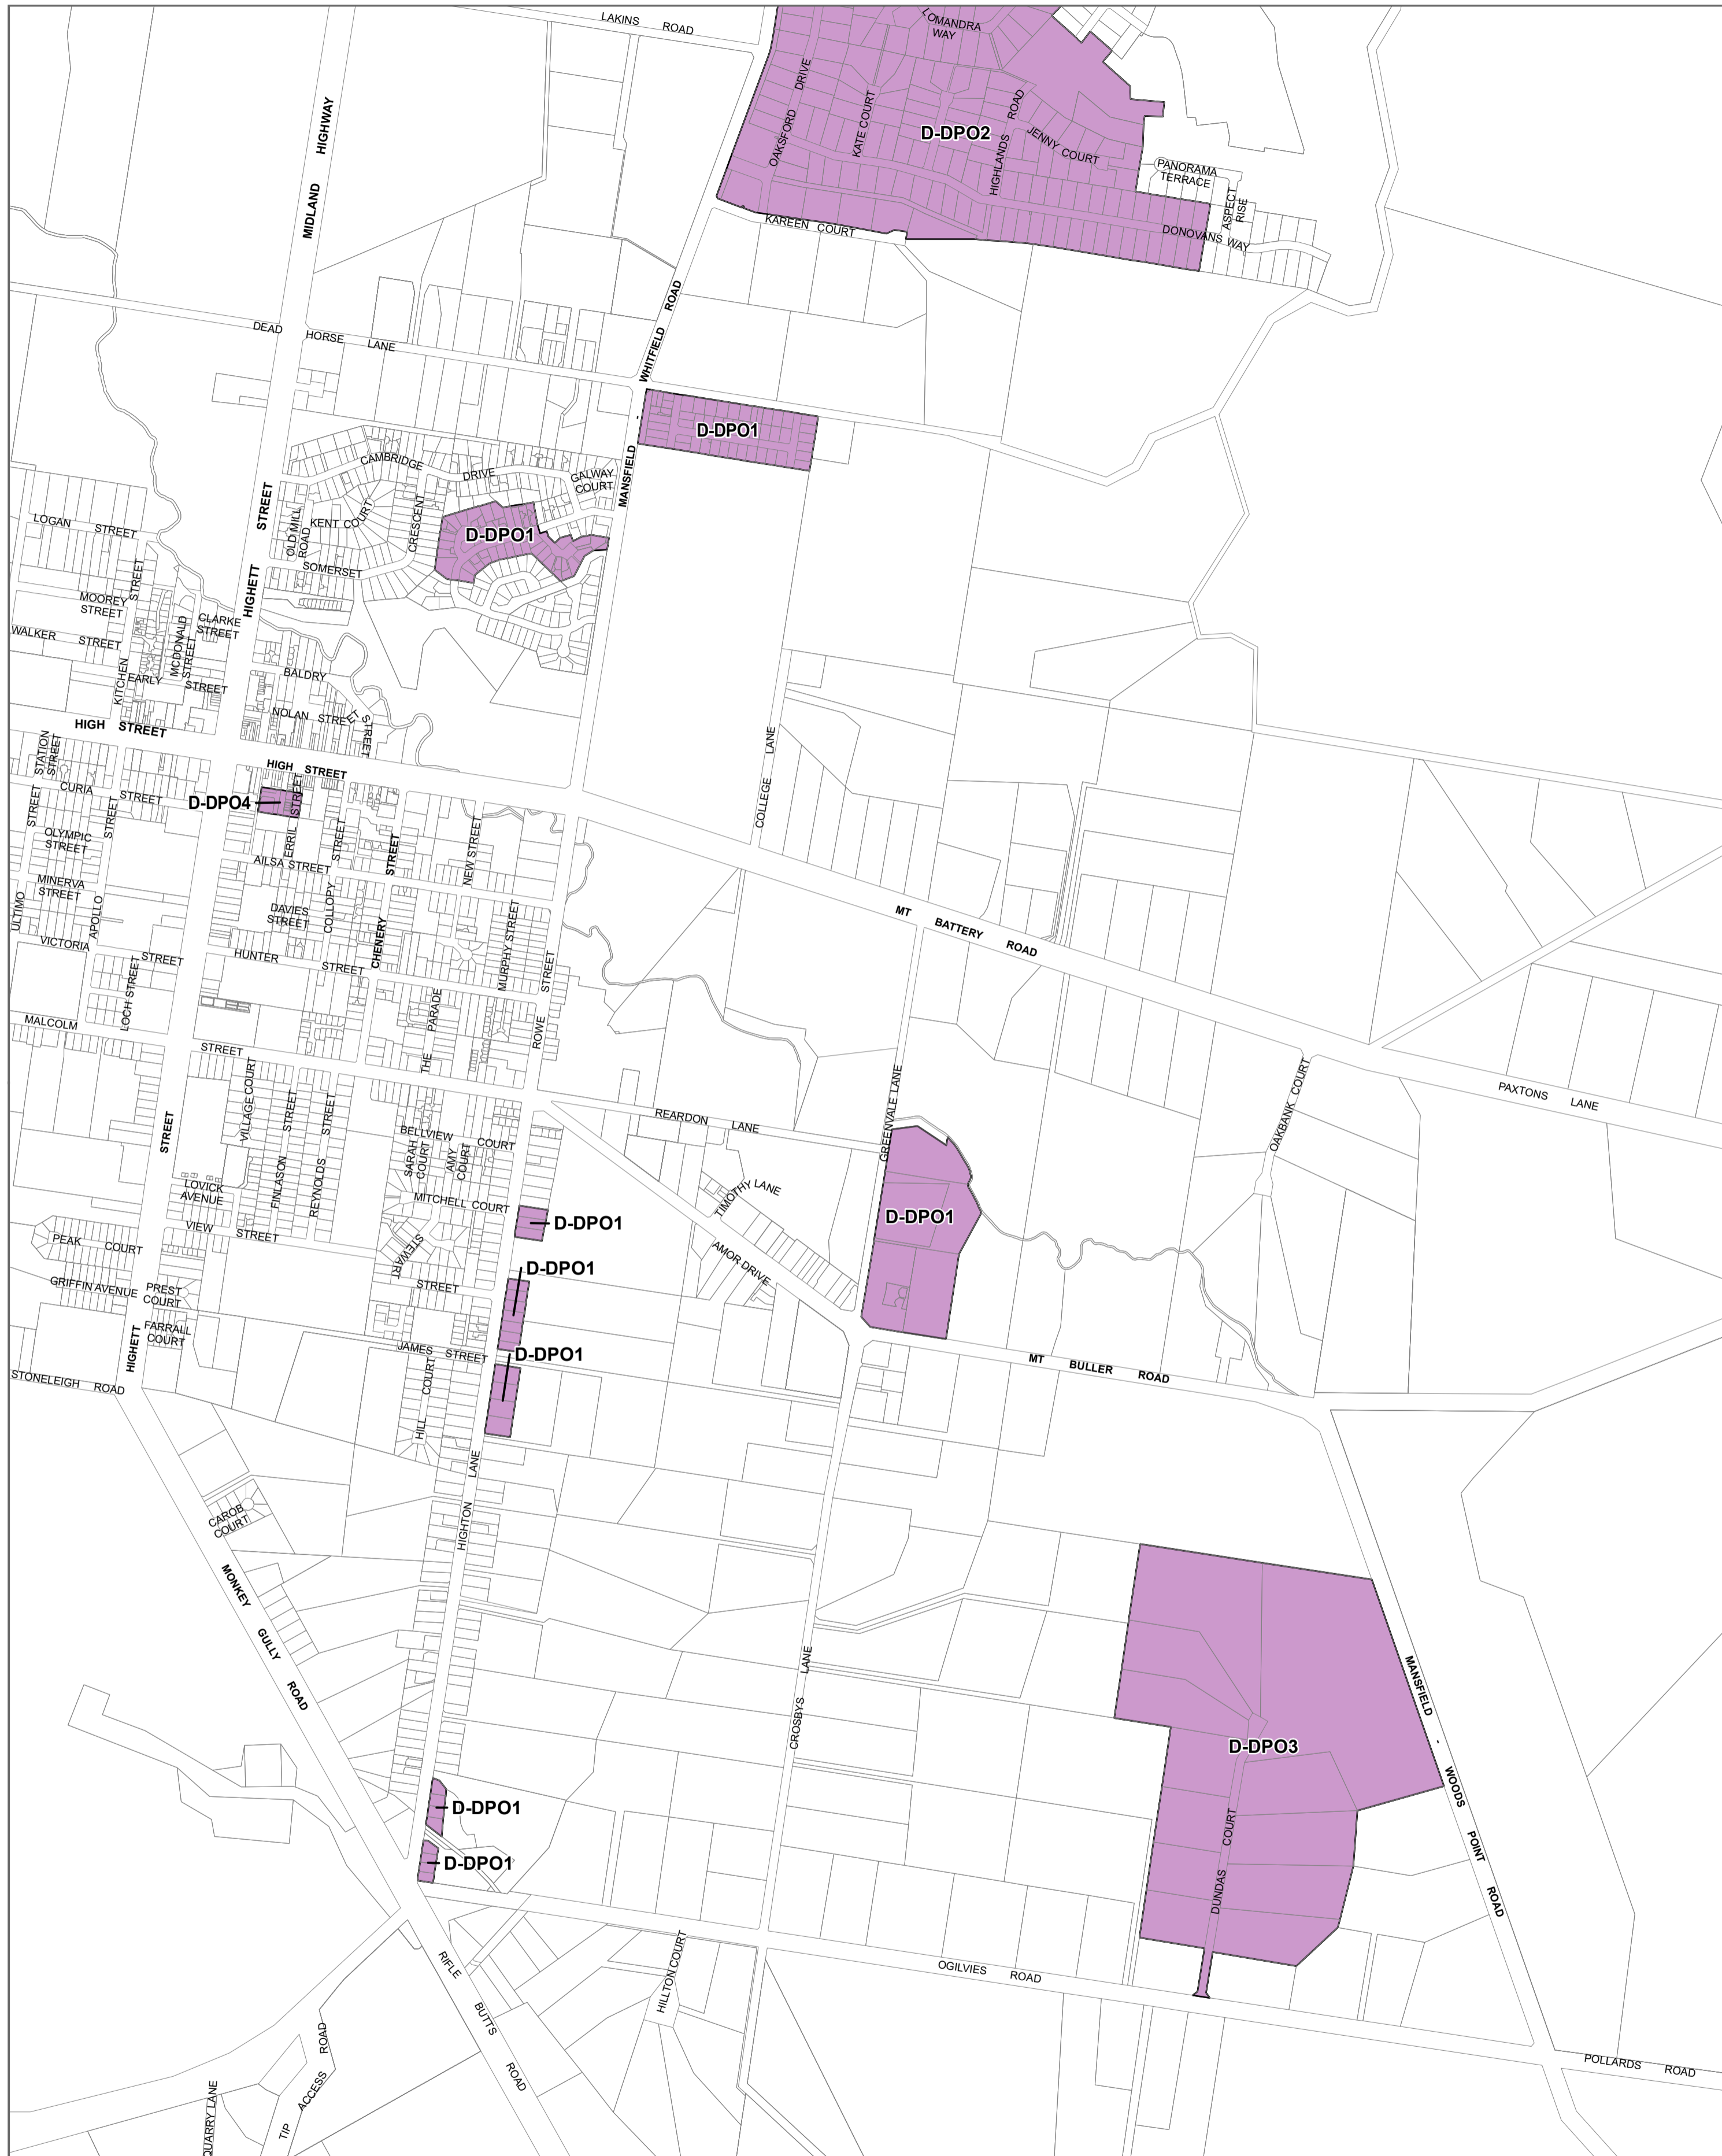 LAKINS ROAD
LOMANDRA
WAY
MIDLAND HIGHWAY
OAKSFORD DRIVE
KATE COURT
D-DPO2
HIGHLANDS ROAD
JENNY COURT
PANORAMA
TERRACE
ASPECT
RISE
KAREEN COURT
DONOVANS WAY
DEAD HORSE LANE
WHITFIELD ROAD
MANSFIELD -
D-DPO1
CAMBRIDGE DRIVE
GALWAY
COURT
LOGAN STREET
OLD MILL
ROAD
KENT COURT
CRESCENT
D-DPO1
SOMERSET
HIGHETT STREET
MOOREY
STREET
CLARKE
STREET
WALKER STREET
KITCHEN STREET
MCDONALD
STREET
EARLY STREET
BALDRY
STREET
NOLAN STREET
HIGH STREET
STATION
STREET
HIGH STREET
CURIA STREET
D-DPO4
ERRIL STREET
COLLEGE LANE
OLYMPIC
STREET
AILSA STREET
NEW STREET
MINERVA
STREET
ULTIMO STREET
APOLLO STREET
COLLOPY STREET
CHENERY STREET
DAVIES
STREET
MURPHY STREET
MT BATTERY ROAD
VICTORIA STREET
HUNTER STREET
LOCH STREET
THE PARADE
ROWE STREET
MALCOLM STREET
VILLAGE COURT
FINLASON STREET
REYNOLDS STREET
REARDON LANE
GREENVALE LANE
OAKBANK COURT
PAXTONS LANE
BELLVIEW COURT
SARAH
COURT
AMY
COURT
LOVICK
AVENUE
MITCHELL COURT
TIMOTHY LANE
D-DPO1
D-DPO1
VIEW STREET
PEAK COURT
STEWART STREET
AMOR DRIVE
D-DPO1
GRIFFIN AVENUE
PREST
COURT
FARRALL
COURT
HIGHETT STREET
JAMES STREET
D-DPO1
MT BULLER ROAD
STONELEIGH ROAD
HILL COURT
HIGHTON LANE
CAROB
COURT
MONKEY GULLY ROAD
CROSBYS LANE
MANSFIELD - WOODS POINT ROAD
D-DPO3
DUNDAS COURT
D-DPO1
D-DPO1
RIFLE BUTTS ROAD
HILLTON COURT
OGILVIES ROAD
POLLARDS ROAD
QUARRY LANE
TIP ACCESS ROAD